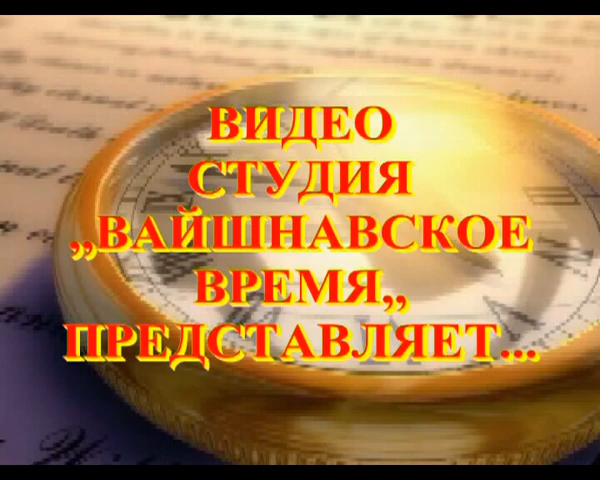 ВИДЕО
СТУДИЯ
„ВАЙШНАВСКОЕ
ВРЕМЯ„
ПРЕДСТАВЛЯЕТ...